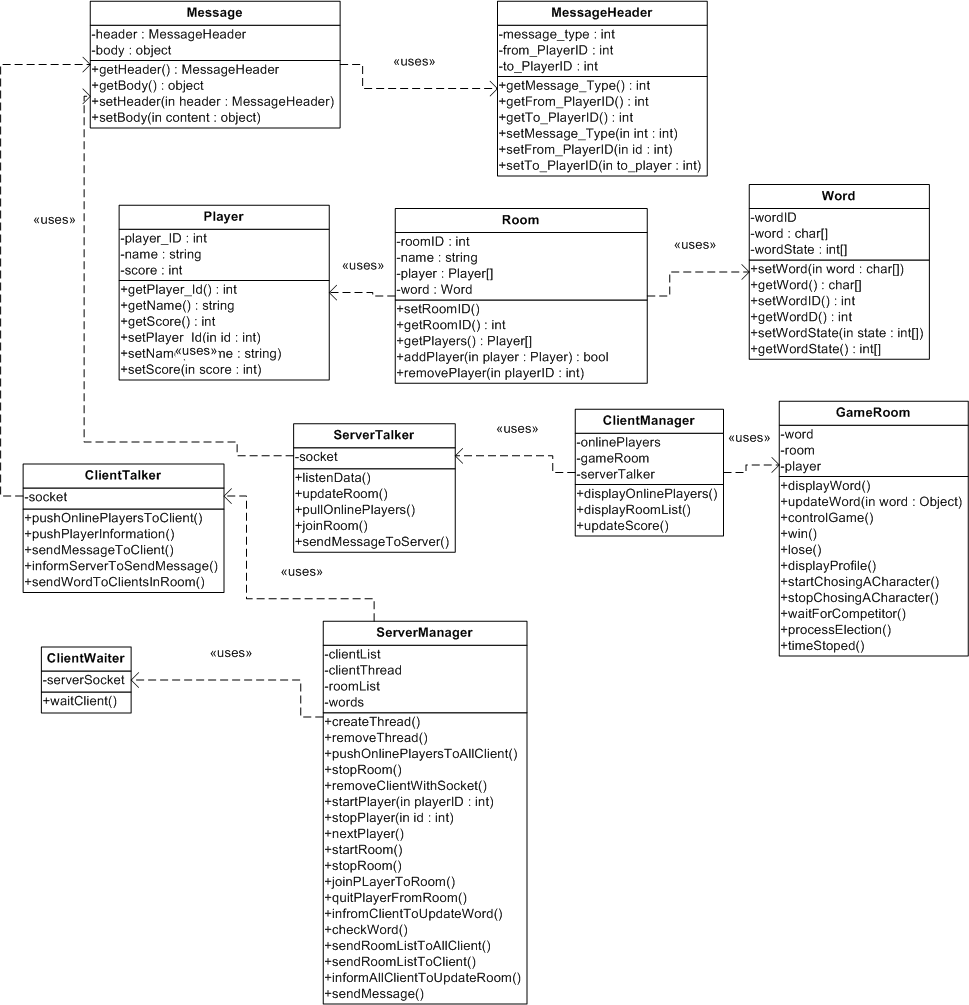 Message
-header : MessageHeader
-body : object
+getHeader() : MessageHeader
+getBody() : object
+setHeader(in header : MessageHeader)
+setBody(in content : object)
«uses»
MessageHeader
-message_type : int
-from_PlayerID : int
-to_PlayerID : int
+getMessage_Type() : int
+getFrom_PlayerID() : int
+getTo_PlayerID() : int
+setMessage_Type(in int : int)
+setFrom_PlayerID(in id : int)
+setTo_PlayerID(in to_player : int)
«uses»
Player
-player_ID : int
-name : string
-score : int
+getPlayer_Id() : int
+getName() : string
+getScore() : int
+setPlayer_Id(in id : int)
+setNam«uses»ne : string)
+setScore(in score : int)
«uses»
Room
-roomID : int
-name : string
-player : Player[]
-word : Word
+setRoomID()
+getRoomID() : int
+getPlayers() : Player[]
+addPlayer(in player : Player) : bool
+removePlayer(in playerID : int)
«uses»
Word
-wordID
-word : char[]
-wordState : int[]
+setWord(in word : char[])
+getWord() : char[]
+setWordID() : int
+getWordD() : int
+setWordState(in state : int[])
+getWordState() : int[]
ClientTalker
-socket
+pushOnlinePlayersToClient()
+pushPlayerInformation()
+sendMessageToClient()
+informServerToSendMessage()
+sendWordToClientsInRoom()
ServerTalker
-socket
+listenData()
+updateRoom()
+pullOnlinePlayers()
+joinRoom()
+sendMessageToServer()
«uses»
ClientManager
-onlinePlayers
-gameRoom
-serverTalker
+displayOnlinePlayers()
+displayRoomList()
+updateScore()
«uses»
GameRoom
-word
-room
-player
+displayWord()
+updateWord(in word : Object)
+controlGame()
+win()
+lose()
+displayProfile()
+startChosingACharacter()
+stopChosingACharacter()
+waitForCompetitor()
+processElection()
+timeStoped()
«uses»
ClientWaiter
-serverSocket
+waitClient()
«uses»
ServerManager
-clientList
-clientThread
-roomList
-words
+createThread()
+removeThread()
+pushOnlinePlayersToAllClient()
+stopRoom()
+removeClientWithSocket()
+startPlayer(in playerID : int)
+stopPlayer(in id : int)
+nextPlayer()
+startRoom()
+stopRoom()
+joinPLayerToRoom()
+quitPlayerFromRoom()
+infromClientToUpdateWord()
+checkWord()
+sendRoomListToAllClient()
+sendRoomListToClient()
+informAllClientToUpdateRoom()
+sendMessage()